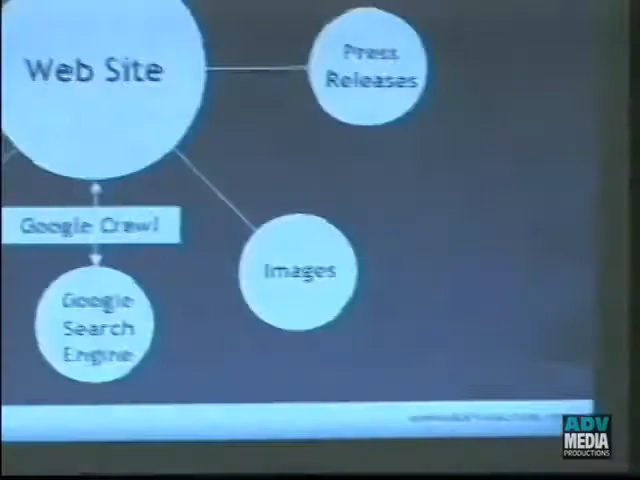 Web Site
Press
Releases
Google Crawl
Images
Google
Search
Engine
ADV
MEDIA
PRODUCTIONS